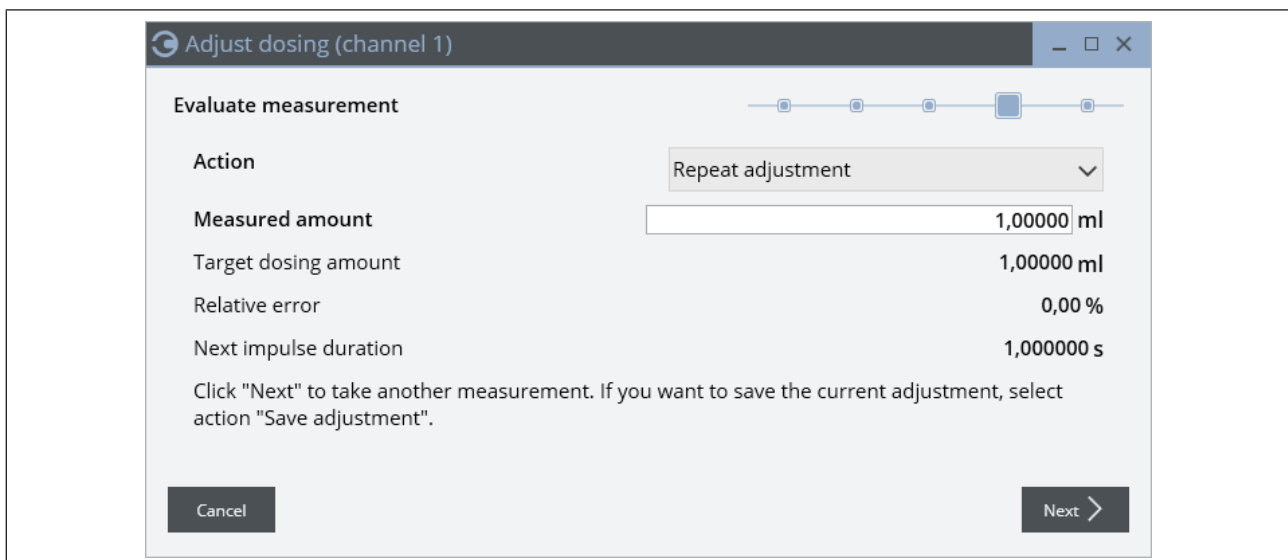 Adjust dosing (channel 1)
Evaluate measurement
Action Repeat adjustment
Measured amount 1,00000 ml
Target dosing amount 1,00000 ml
Relative error 0,00 %
Next impulse duration 1,000000 s
Click "Next" to take another measurement. If you want to save the current adjustment, select
action "Save adjustment".
Cancel Next